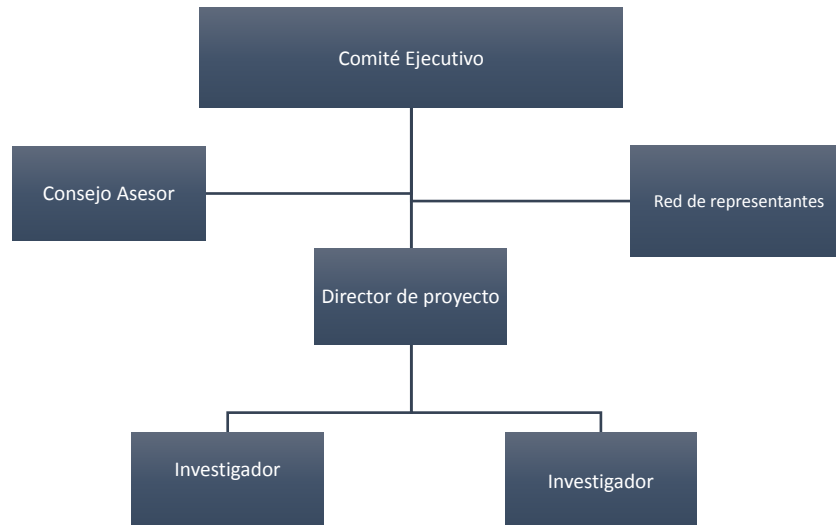 Comité Ejecutivo
Consejo Asesor
Red de representantes
Director de proyecto
Investigador
Investigador